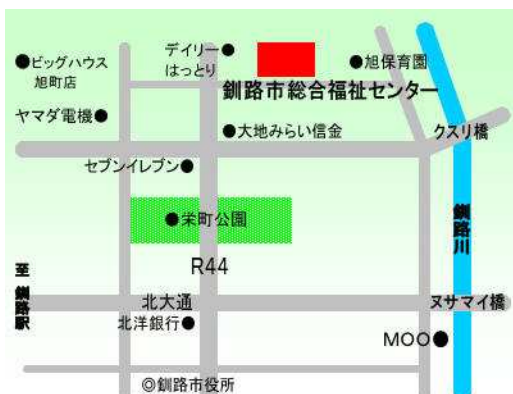 デイリー●
はっとり
●ビッグハウス
旭町店
●旭保育園
釧路市総合福祉センター
ヤマダ電機●
●大地みらい信金
クスリ橋
セブンイレブン●
●栄町公園
釧路川
R44
至 釧路駅
北大通
ヌサマイ橋
北洋銀行●
MOO●
◎釧路市役所